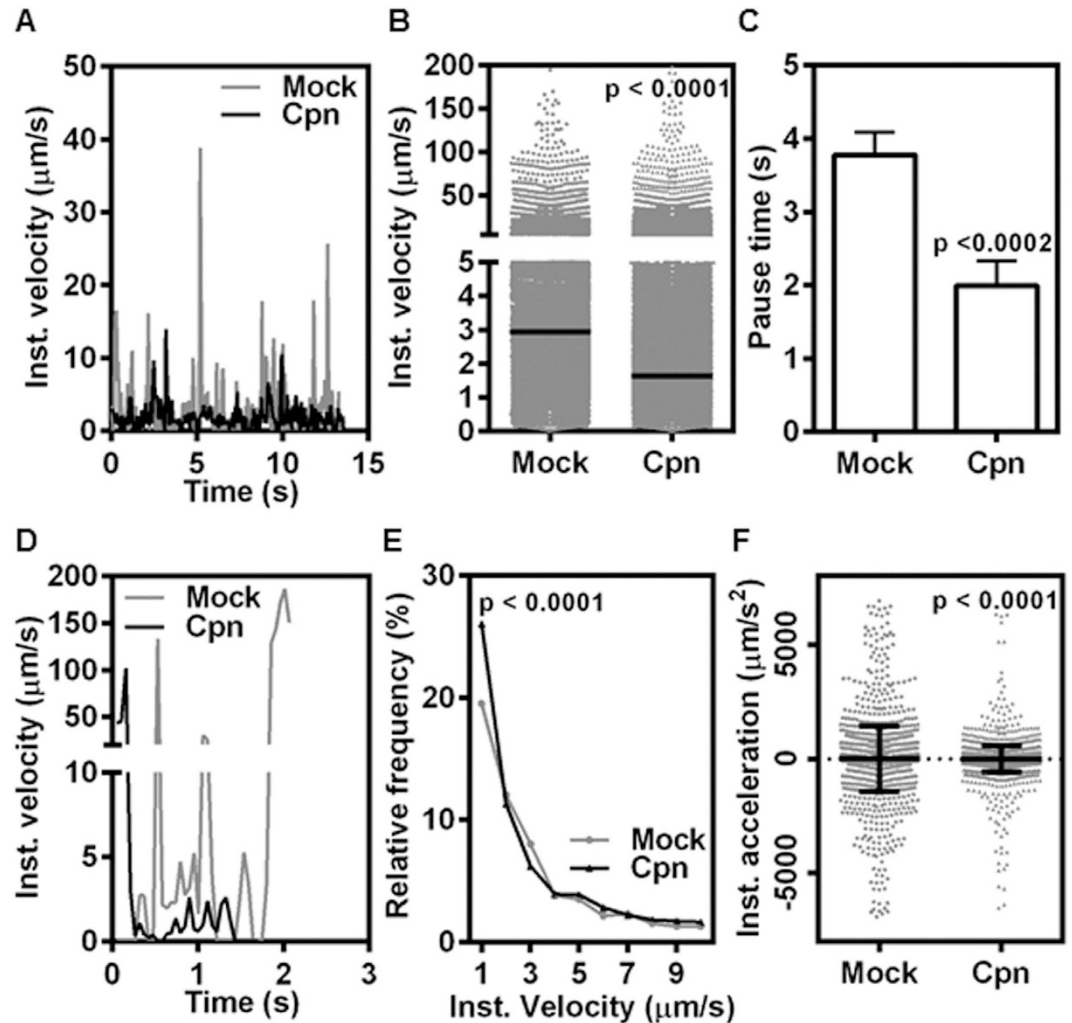 A
Inst. velocity (µm/s)
50
40
30
20
10
0
Mock
Cpn
0 5 10 15
Time (s)
B
Inst. velocity (µm/s)
200
150
100
50
5
4
3
2
1
0
p < 0.0001
Mock Cpn
C
Pause time (s)
5
4
3
2
1
0
p <0.0002
Mock Cpn
D
Inst. velocity (µm/s)
200
150
100
50
10
5
0
Mock
Cpn
0 1 2 3
Time (s)
E
Relative frequency (%)
30
20
10
0
p < 0.0001
Mock
Cpn
1 3 5 7 9
Inst. Velocity (µm/s)
F
Inst. acceleration (µm/s²)
5000
0
-5000
p < 0.0001
Mock Cpn